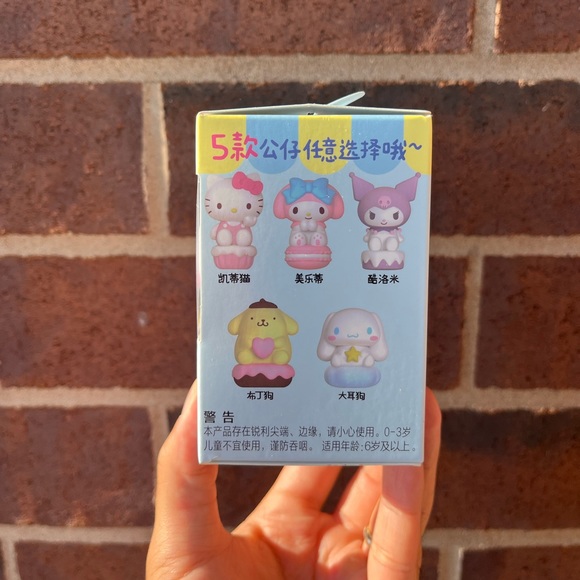 5款公仔任意选择哦~
凯蒂猫 美乐蒂 酷洛米
布丁狗 大耳狗
警告
本产品存在锐利尖端、边缘，请小心使用。0-3岁
儿童不宜使用，谨防吞咽。 适用年龄:6岁及以上。